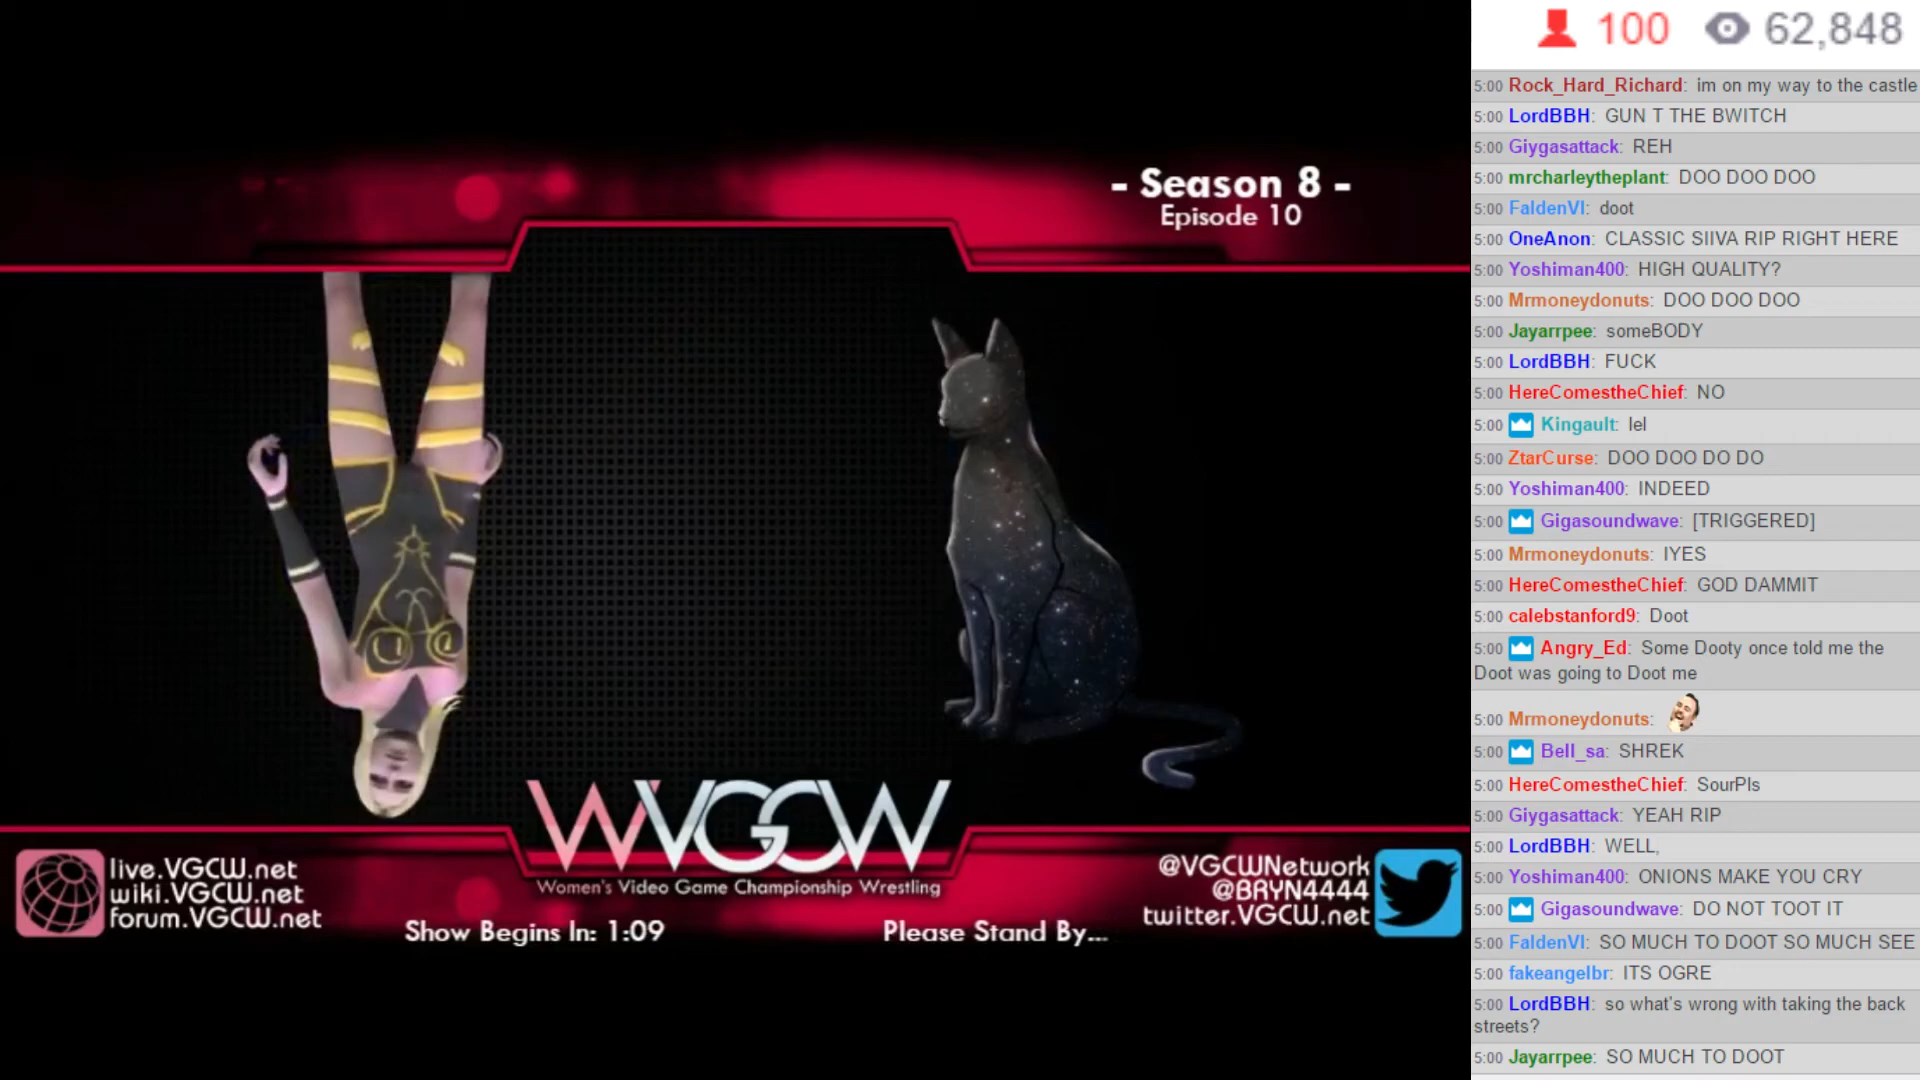 - Season 8 -
Episode 10
WVGCW
Women's Video Game Championship Wrestling
live.VGCW.net
wiki.VGCW.net
forum.VGCW.net
@VGCWNetwork
@BRYN4444
twitter.VGCW.net
Show Begins In: 1:09
Please Stand By...
100 62,848
5:00 Rock_Hard_Richard: im on my way to the castle
5:00 LordBBH: GUN T THE BWITCH
5:00 Giygasattack: REH
5:00 mrcharleytheplant: DOO DOO DOO
5:00 FaldenVI: doot
5:00 OneAnon: CLASSIC SIIVA RIP RIGHT HERE
5:00 Yoshiman400: HIGH QUALITY?
5:00 Mrmoneydonuts: DOO DOO DOO
5:00 Jayarrpee: someBODY
5:00 LordBBH: FUCK
5:00 HereComestheChief: NO
5:00 Kingault: lel
5:00 ZtarCurse: DOO DOO DO DO
5:00 Yoshiman400: INDEED
5:00 Gigasoundwave: [TRIGGERED]
5:00 Mrmoneydonuts: IYES
5:00 HereComestheChief: GOD DAMMIT
5:00 calebstanford9: Doot
5:00 Angry_Ed: Some Dooty once told me the
Doot was going to Doot me
5:00 Mrmoneydonuts:
5:00 Bell_sa: SHREK
5:00 HereComestheChief: SourPls
5:00 Giygasattack: YEAH RIP
5:00 LordBBH: WELL,
5:00 Yoshiman400: ONIONS MAKE YOU CRY
5:00 Gigasoundwave: DO NOT TOOT IT
5:00 FaldenVI: SO MUCH TO DOOT SO MUCH SEE
5:00 fakeangelbr: ITS OGRE
5:00 LordBBH: so what's wrong with taking the back
streets?
5:00 Jayarrpee: SO MUCH TO DOOT